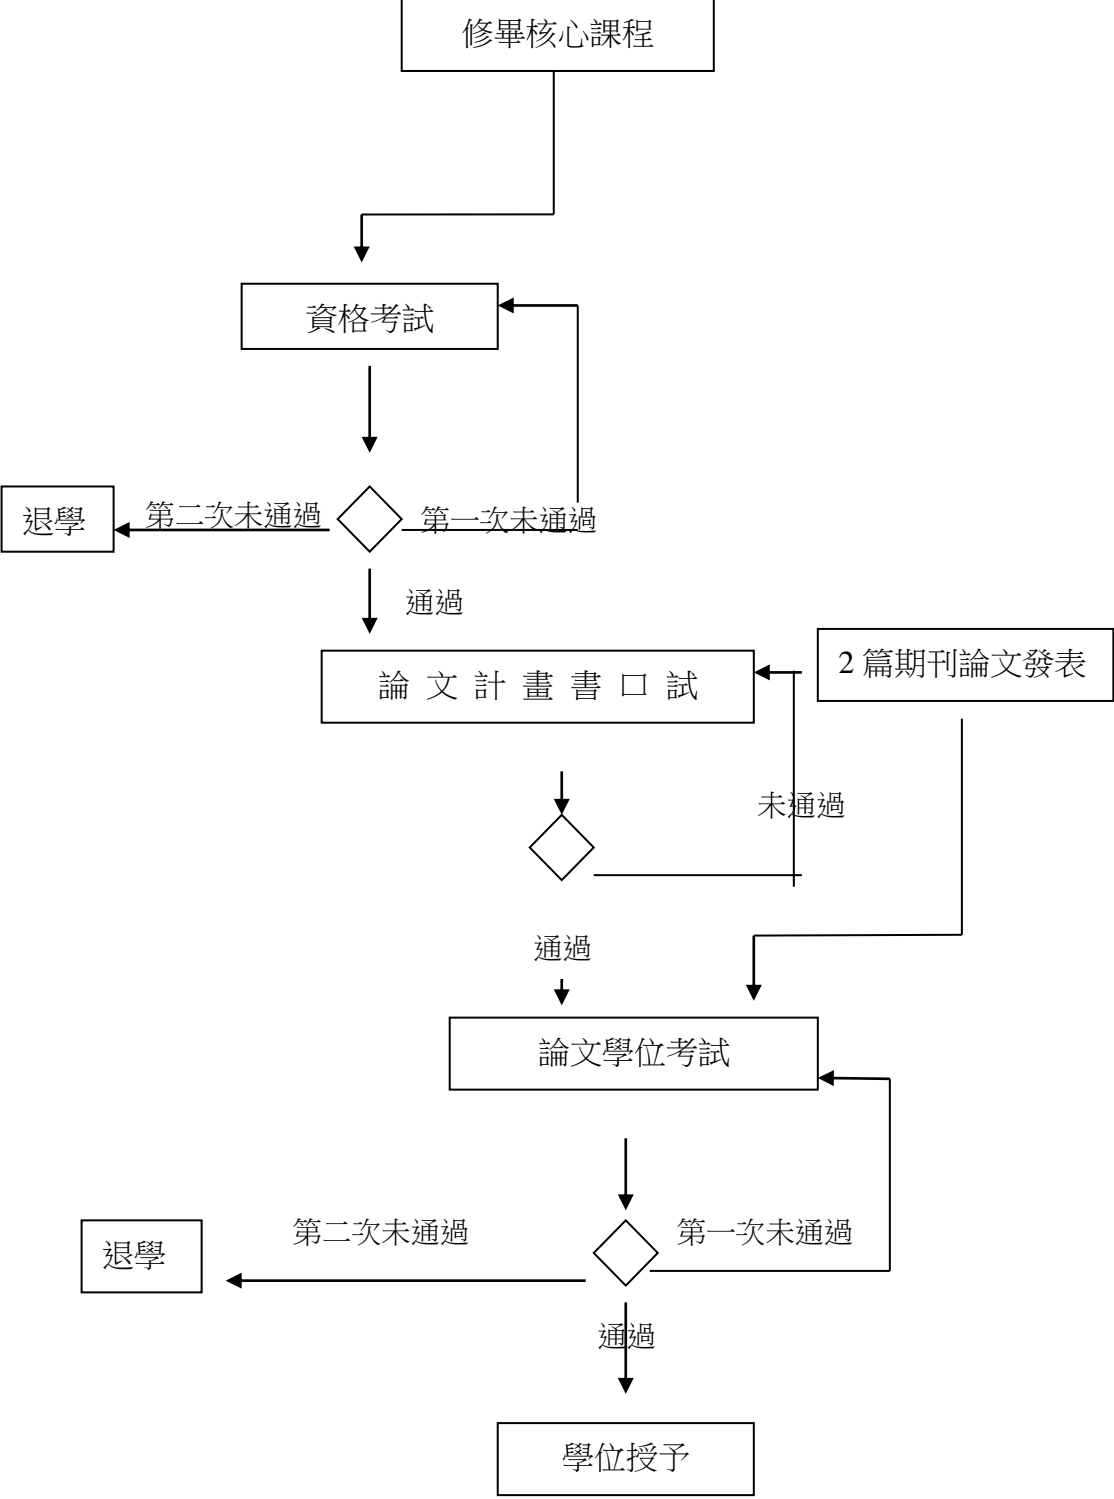 修畢核心課程
資格考試
退學
第二次未通過
第一次未通過
通過
論文計畫書口試
2 篇期刊論文發表
未通過
通過
論文學位考試
退學
第二次未通過
第一次未通過
通過
學位授予